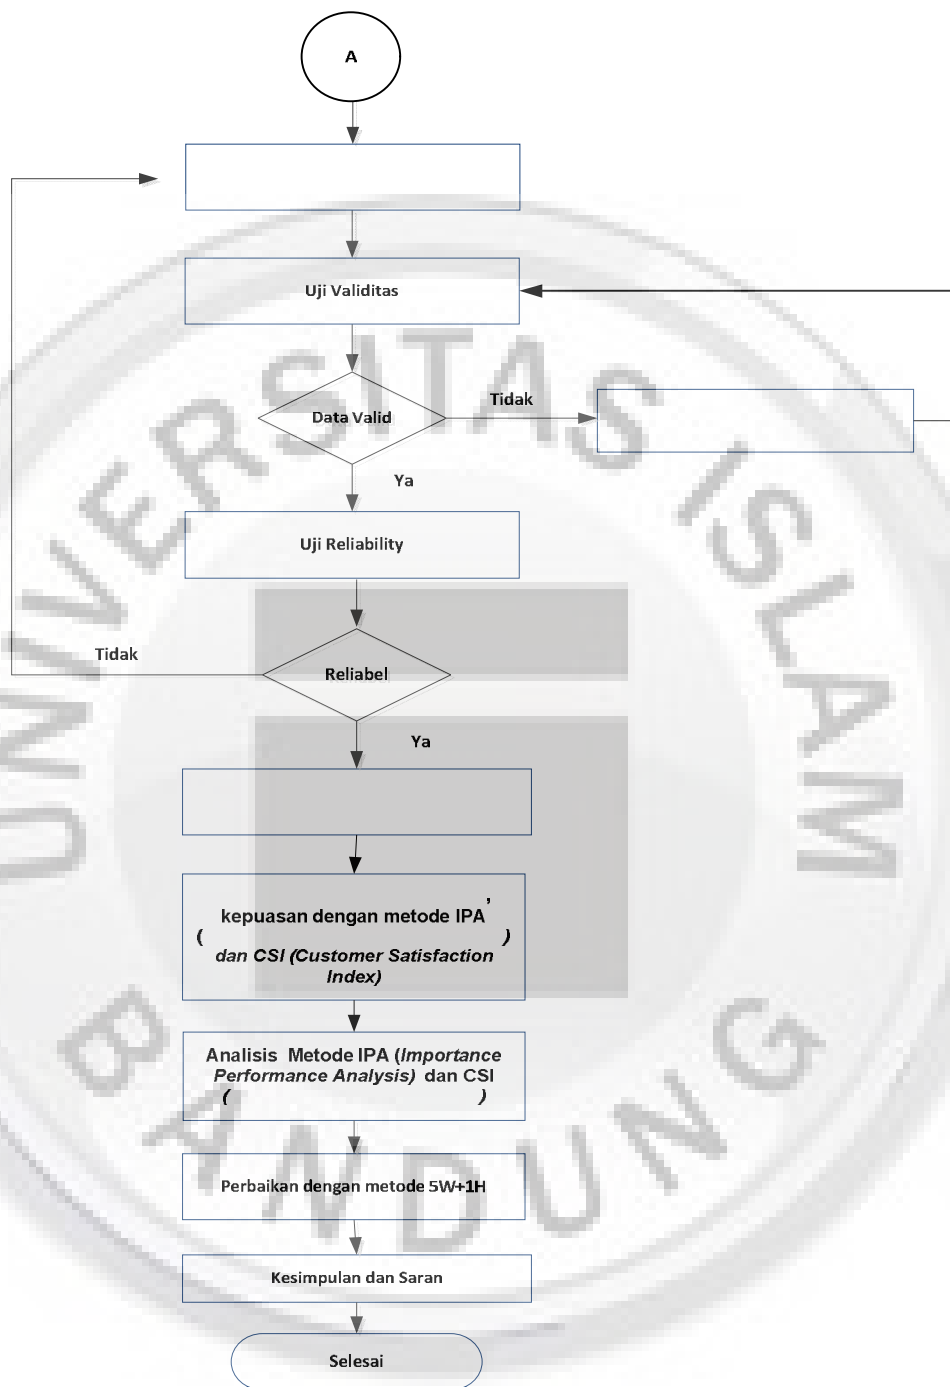 A
Uji Validitas
Data Valid
Tidak
Ya
Uji Reliability
Tidak
Reliabel
Ya
kepuasan dengan metode IPA’
( )
dan CSI (Customer Satisfaction
Index)
Analisis Metode IPA (Importance
Performance Analysis) dan CSI
( )
Perbaikan dengan metode 5W+1H
Kesimpulan dan Saran
Selesai
UNIVERSITAS ISLAM
BANDUNG